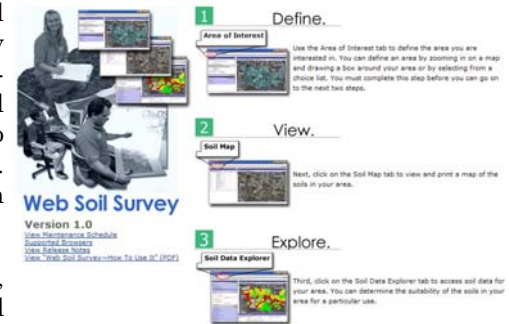 Web Soil Survey
Version 1.0
View Maintenance Schedule
Supported Browsers
View Release Notes
View "Web Soil Survey—How To Use It" (PDF)
1 Define.
Area of Interest
Use the Area of Interest tab to define the area you are
interested in. You can define an area by zooming in on a map
and drawing a box around your area or by selecting from a
choice list. You must complete this step before you can go on
to the next two steps.
2 View.
Soil Map
Next, click on the Soil Map tab to view and print a map of the
soils in your area.
3 Explore.
Soil Data Explorer
Third, click on the Soil Data Explorer tab to access soil data for
your area. You can determine the suitability of the soils in your
area for a particular use.